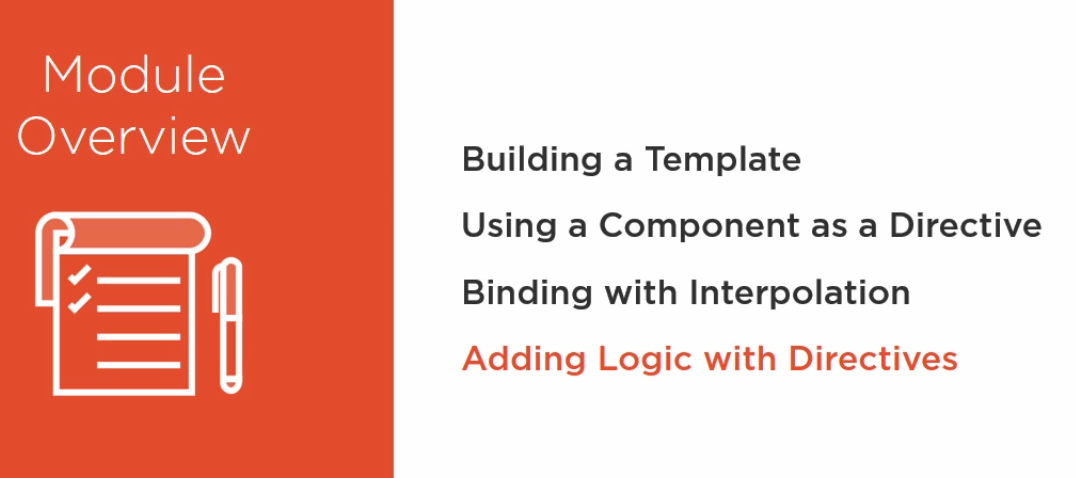 Module
Overview
Building a Template
Using a Component as a Directive
Binding with Interpolation
Adding Logic with Directives